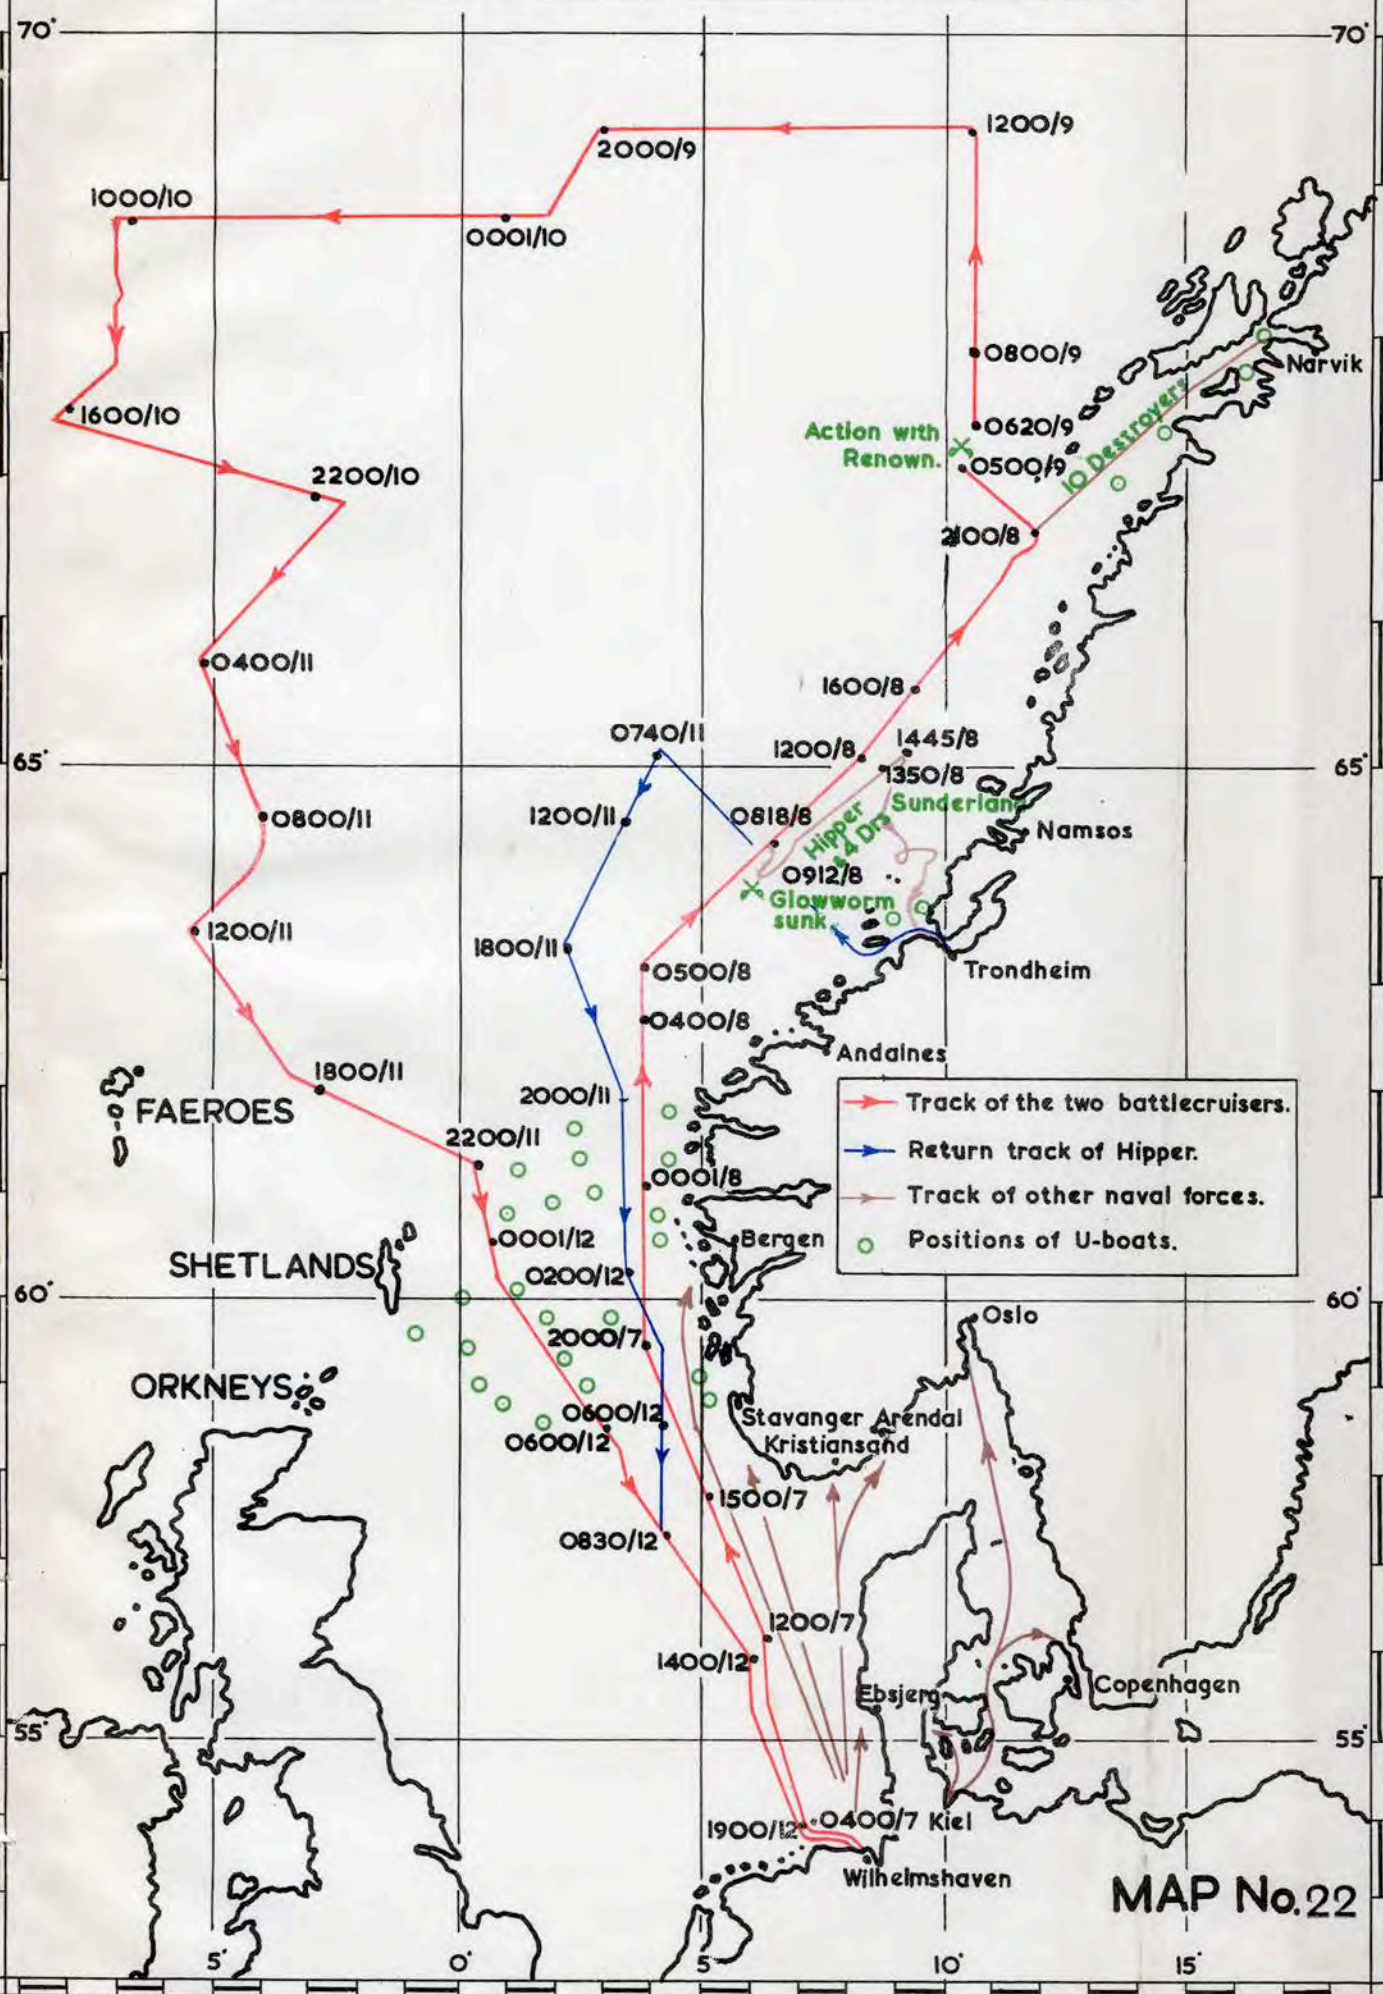 70°
70°
1200/9
2000/9
1000/10
0001/10
0800/9
Narvik
1600/10
0620/9
Action with
Renown.
0500/9
10 Destroyers
2200/10
2100/8
0400/11
1600/8
0740/11
1445/8
1200/8
65°
65°
1350/8
Sunderland
0800/11
1200/11
0818/8
Hipper
& 4 Drs
Namsos
0912/8
Glowworm
sunk.
1200/11
1800/11
0500/8
Trondheim
0400/8
Andalnes
1800/11
2000/11
FAEROES
Track of the two battlecruisers.
2200/11
Return track of Hipper.
0001/8
Track of other naval forces.
0001/12
Bergen
Positions of U-boats.
SHETLANDS
0200/12
60°
60°
Oslo
2000/7
ORKNEYS
0600/12
0600/12
Stavanger Arendal
Kristiansand
1500/7
0830/12
1200/7
1400/12
Ebsjerg
Copenhagen
55°
55°
1900/12
0400/7
Kiel
Wilhelmshaven
MAP No.22
5°
0°
5°
10°
15°